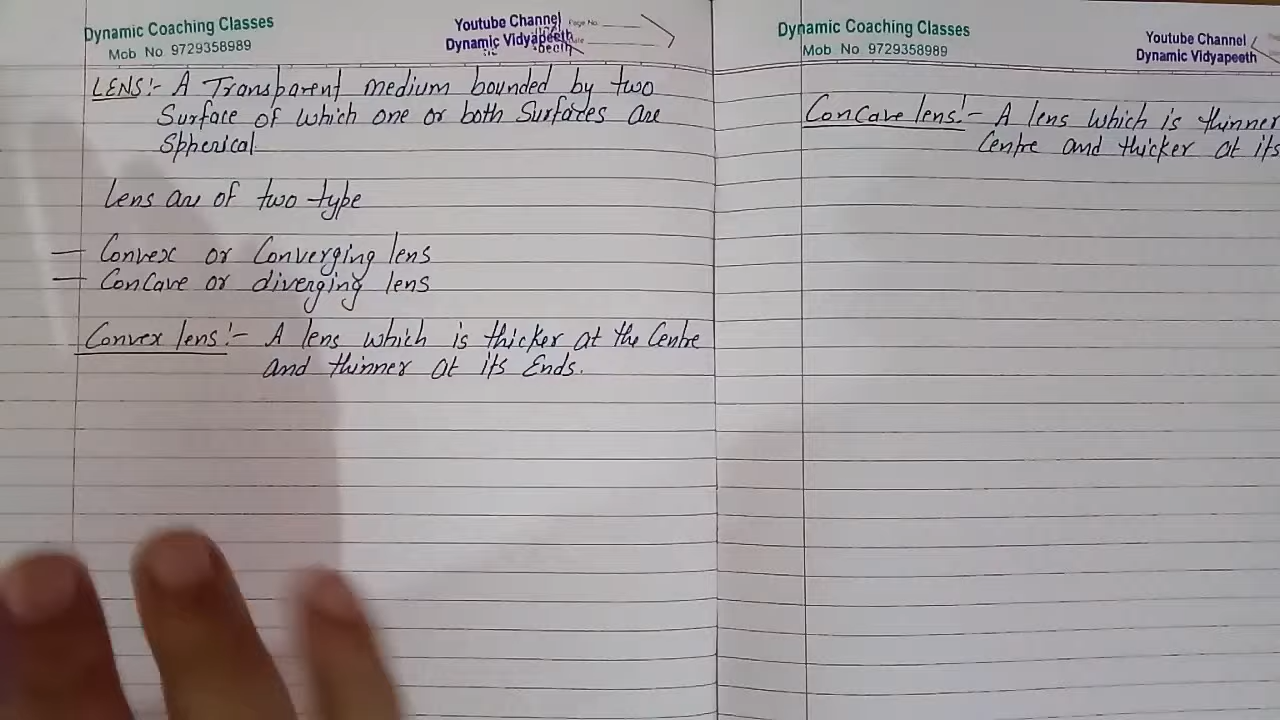 Dynamic Coaching Classes
Mob No 9729358989
Youtube Channel
Dynamic Vidyapeeth
Page No.
LENS:- A Transparent medium bounded by two
Surface of which one or both Surfaces are
Spherical.
Lens are of two type
— Convex or Converging lens
— Concave or diverging lens
Convex lens:- A lens which is thicker at the Centre
and thinner at its Ends.
Dynamic Coaching Classes
Mob No 9729358989
Youtube Channel
Dynamic Vidyapeeth
Concave lens:- A lens which is thinner
Centre and thicker at its